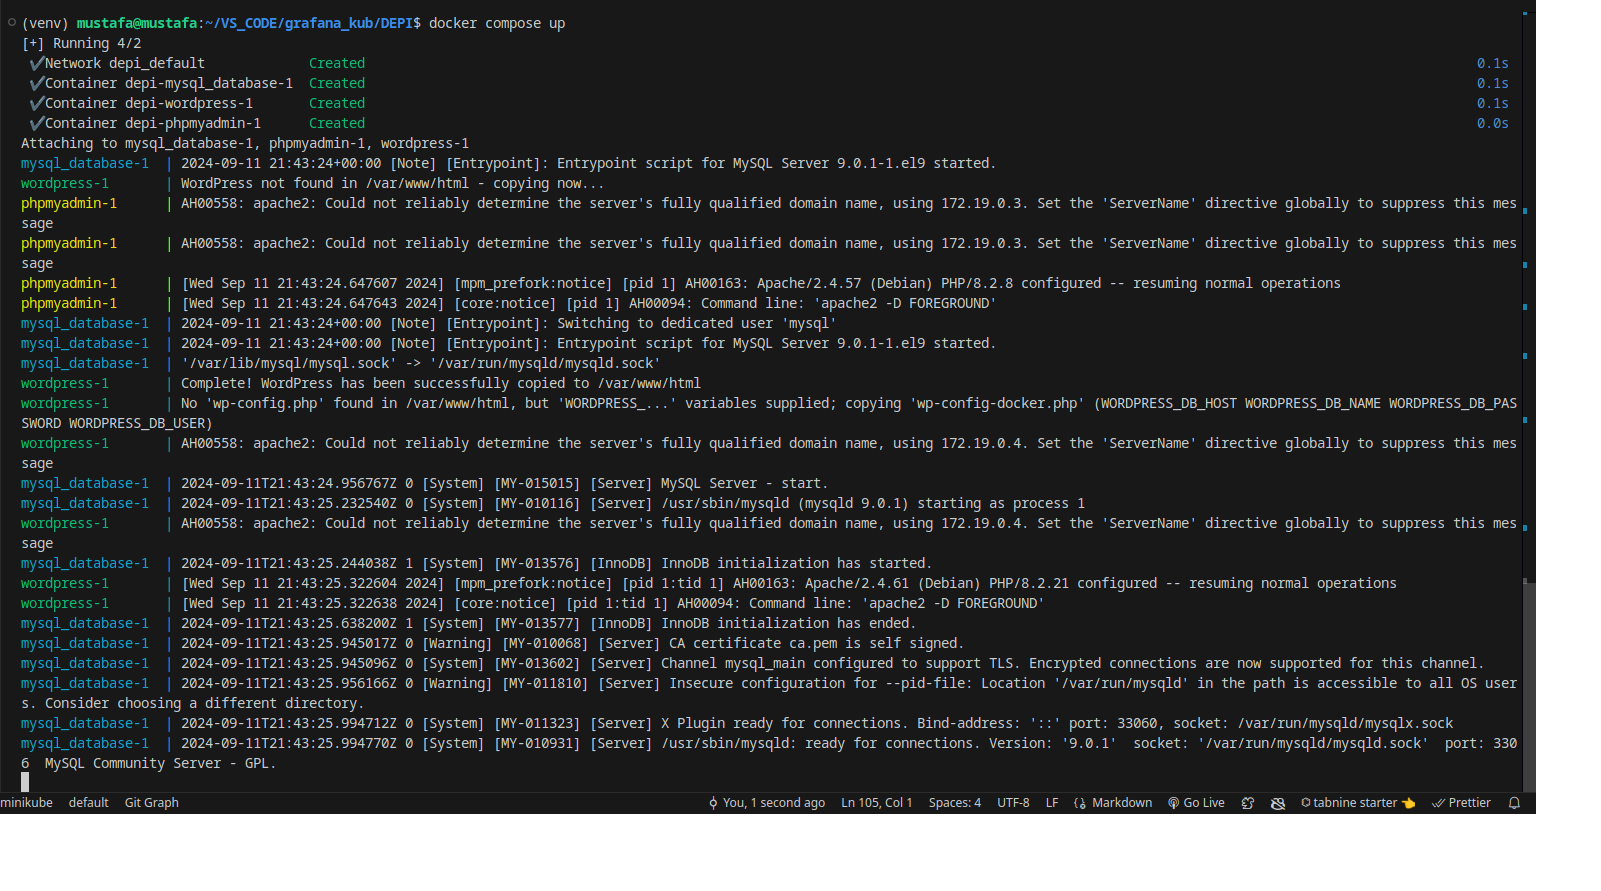 (venv) mustafa@mustafa:~/VS_CODE/grafana_kub/DEPI$ docker compose up
[+] Running 4/2
✔Network depi_default Created 0.1s
✔Container depi-mysql_database-1 Created 0.1s
✔Container depi-wordpress-1 Created 0.1s
✔Container depi-phpmyadmin-1 Created 0.0s
Attaching to mysql_database-1, phpmyadmin-1, wordpress-1
mysql_database-1 | 2024-09-11 21:43:24+00:00 [Note] [Entrypoint]: Entrypoint script for MySQL Server 9.0.1-1.el9 started.
wordpress-1 | WordPress not found in /var/www/html - copying now...
phpmyadmin-1 | AH00558: apache2: Could not reliably determine the server's fully qualified domain name, using 172.19.0.3. Set the 'ServerName' directive globally to suppress this mes
sage
phpmyadmin-1 | AH00558: apache2: Could not reliably determine the server's fully qualified domain name, using 172.19.0.3. Set the 'ServerName' directive globally to suppress this mes
sage
phpmyadmin-1 | [Wed Sep 11 21:43:24.647607 2024] [mpm_prefork:notice] [pid 1] AH00163: Apache/2.4.57 (Debian) PHP/8.2.8 configured -- resuming normal operations
phpmyadmin-1 | [Wed Sep 11 21:43:24.647643 2024] [core:notice] [pid 1] AH00094: Command line: 'apache2 -D FOREGROUND'
mysql_database-1 | 2024-09-11 21:43:24+00:00 [Note] [Entrypoint]: Switching to dedicated user 'mysql'
mysql_database-1 | 2024-09-11 21:43:24+00:00 [Note] [Entrypoint]: Entrypoint script for MySQL Server 9.0.1-1.el9 started.
mysql_database-1 | '/var/lib/mysql/mysql.sock' -> '/var/run/mysqld/mysqld.sock'
wordpress-1 | Complete! WordPress has been successfully copied to /var/www/html
wordpress-1 | No 'wp-config.php' found in /var/www/html, but 'WORDPRESS_...' variables supplied; copying 'wp-config-docker.php' (WORDPRESS_DB_HOST WORDPRESS_DB_NAME WORDPRESS_DB_PAS
SWORD WORDPRESS_DB_USER)
wordpress-1 | AH00558: apache2: Could not reliably determine the server's fully qualified domain name, using 172.19.0.4. Set the 'ServerName' directive globally to suppress this mes
sage
mysql_database-1 | 2024-09-11T21:43:24.956767Z 0 [System] [MY-015015] [Server] MySQL Server - start.
mysql_database-1 | 2024-09-11T21:43:25.232540Z 0 [System] [MY-010116] [Server] /usr/sbin/mysqld (mysqld 9.0.1) starting as process 1
wordpress-1 | AH00558: apache2: Could not reliably determine the server's fully qualified domain name, using 172.19.0.4. Set the 'ServerName' directive globally to suppress this mes
sage
mysql_database-1 | 2024-09-11T21:43:25.244038Z 1 [System] [MY-013576] [InnoDB] InnoDB initialization has started.
wordpress-1 | [Wed Sep 11 21:43:25.322604 2024] [mpm_prefork:notice] [pid 1:tid 1] AH00163: Apache/2.4.61 (Debian) PHP/8.2.21 configured -- resuming normal operations
wordpress-1 | [Wed Sep 11 21:43:25.322638 2024] [core:notice] [pid 1:tid 1] AH00094: Command line: 'apache2 -D FOREGROUND'
mysql_database-1 | 2024-09-11T21:43:25.638200Z 1 [System] [MY-013577] [InnoDB] InnoDB initialization has ended.
mysql_database-1 | 2024-09-11T21:43:25.945017Z 0 [Warning] [MY-010068] [Server] CA certificate ca.pem is self signed.
mysql_database-1 | 2024-09-11T21:43:25.945096Z 0 [System] [MY-013602] [Server] Channel mysql_main configured to support TLS. Encrypted connections are now supported for this channel.
mysql_database-1 | 2024-09-11T21:43:25.956166Z 0 [Warning] [MY-011810] [Server] Insecure configuration for --pid-file: Location '/var/run/mysqld' in the path is accessible to all OS user
s. Consider choosing a different directory.
mysql_database-1 | 2024-09-11T21:43:25.994712Z 0 [System] [MY-011323] [Server] X Plugin ready for connections. Bind-address: '::' port: 33060, socket: /var/run/mysqld/mysqlx.sock
mysql_database-1 | 2024-09-11T21:43:25.994770Z 0 [System] [MY-010931] [Server] /usr/sbin/mysqld: ready for connections. Version: '9.0.1' socket: '/var/run/mysqld/mysqld.sock' port: 330
6 MySQL Community Server - GPL.
minikube default Git Graph You, 1 second ago Ln 105, Col 1 Spaces: 4 UTF-8 LF Markdown Go Live tabnine starter 👈 Prettier